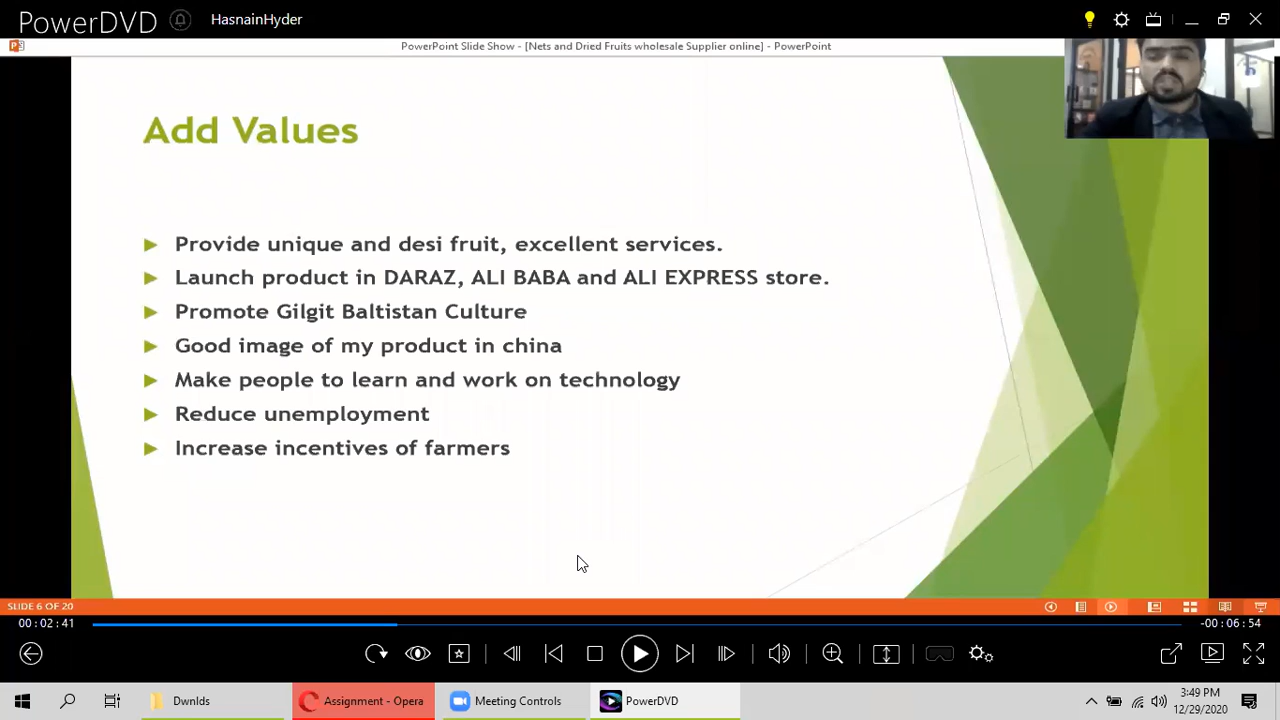 PowerDVD
HasnainHyder
PowerPoint Slide Show - [Nets and Dried Fruits wholesale Supplier online] - PowerPoint
Add Values
Provide unique and desi fruit, excellent services.
Launch product in DARAZ, ALI BABA and ALI EXPRESS store.
Promote Gilgit Baltistan Culture
Good image of my product in china
Make people to learn and work on technology
Reduce unemployment
Increase incentives of farmers
SLIDE 6 OF 20
00:02:41
-00:06:54
Dwnlds
Assignment - Opera
Meeting Controls
PowerDVD
3:49 PM
12/29/2020